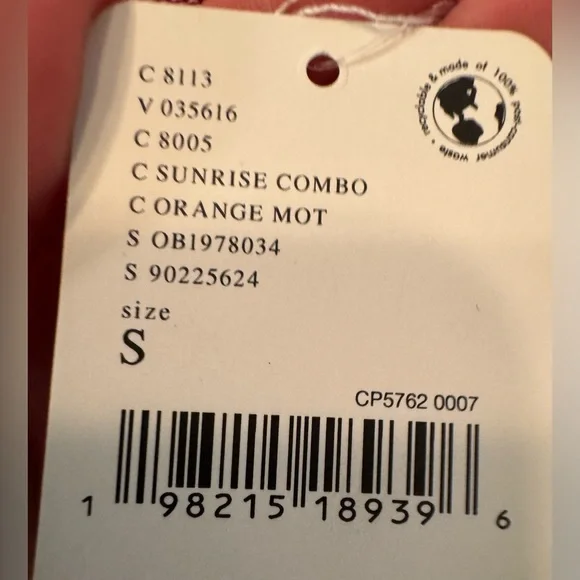 C 8113
V 035616
C 8005
C SUNRISE COMBO
C ORANGE MOT
S OB1978034
S 90225624
size
S
recyclable & made of 100% post-consumer waste •
CP5762 0007
1 98215 18939 6